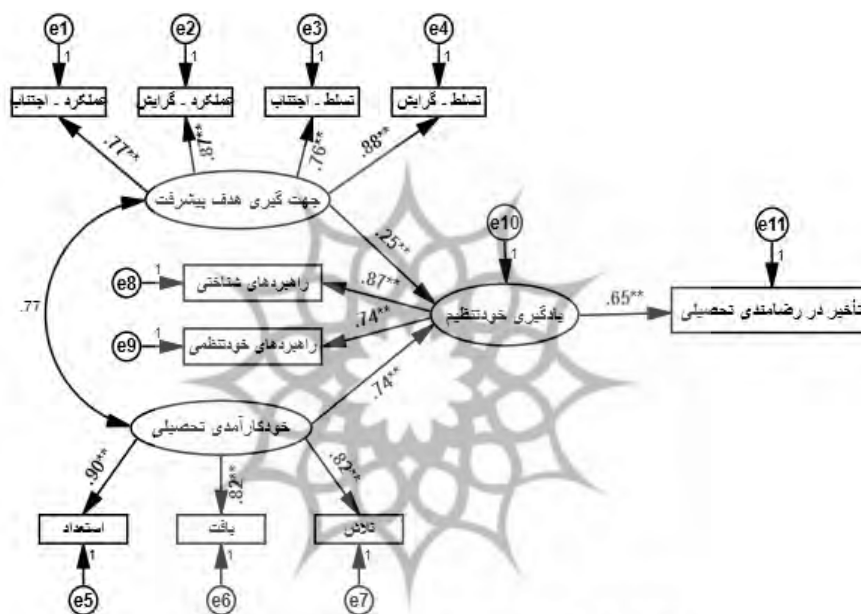 e1 e2 e3 e4
1 1 1 1
عملکرد ـ اجتناب عملکرد ـ گرایش تسلط ـ اجتناب تسلط ـ گرایش
.77** .87** .76** .88**
جهت گیری هدف پیشرفت
e10 e11
1 1
.25**
e8 1 راهبردهای شناختی .87**
.77
یادگیری خودتنظیم .65** تأخیر در رضامندی تحصیلی
e9 1 راهبردهای خودتنظمی .74**
.74**
خودکارآمدی تحصیلی
.90** .82** .82**
استعداد بافت تلاش
1 1 1
e5 e6 e7